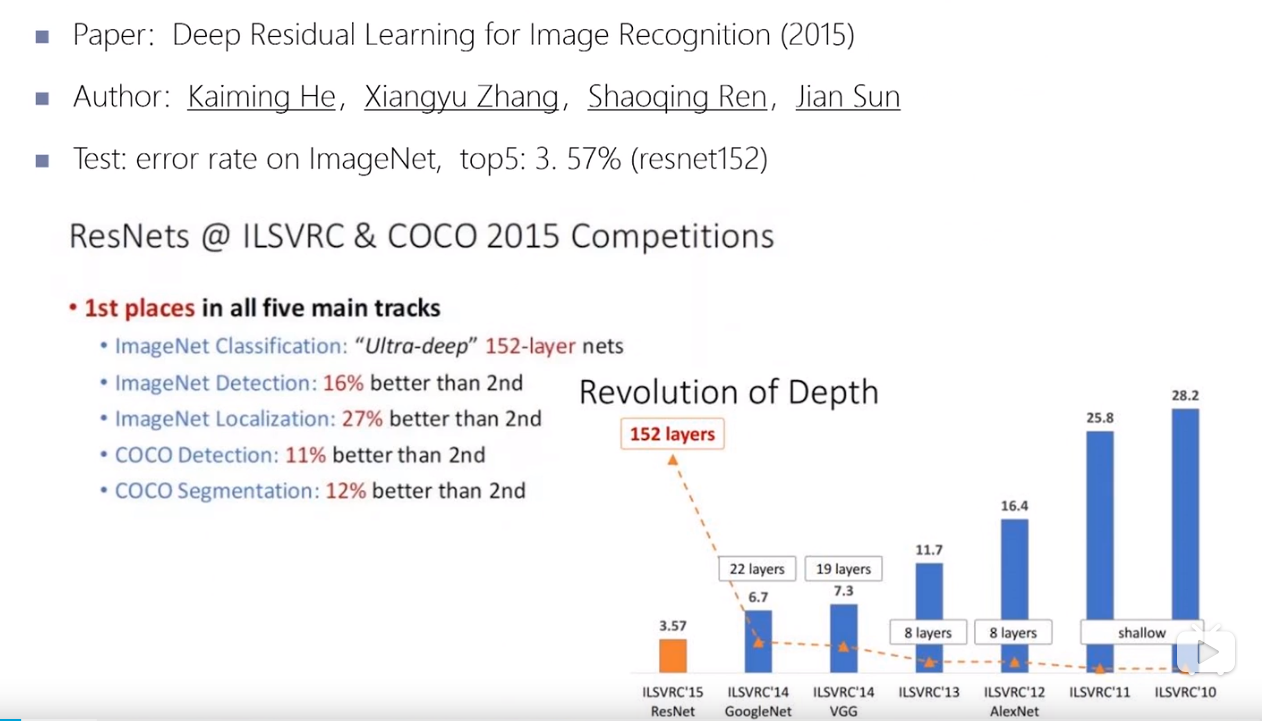 Paper： Deep Residual Learning for Image Recognition (2015)
Author： Kaiming He， Xiangyu Zhang， Shaoqing Ren， Jian Sun
Test: error rate on ImageNet, top5: 3. 57% (resnet152)
ResNets @ ILSVRC & COCO 2015 Competitions
• 1st places in all five main tracks
• ImageNet Classification: “Ultra-deep” 152-layer nets
• ImageNet Detection: 16% better than 2nd
• ImageNet Localization: 27% better than 2nd
• COCO Detection: 11% better than 2nd
• COCO Segmentation: 12% better than 2nd
Revolution of Depth
152 layers
28.2
25.8
16.4
11.7
22 layers
19 layers
6.7
7.3
3.57
8 layers
8 layers
shallow
ILSVRC'15
ResNet
ILSVRC'14
GoogleNet
ILSVRC'14
VGG
ILSVRC'13
ILSVRC'12
AlexNet
ILSVRC'11
ILSVRC'10